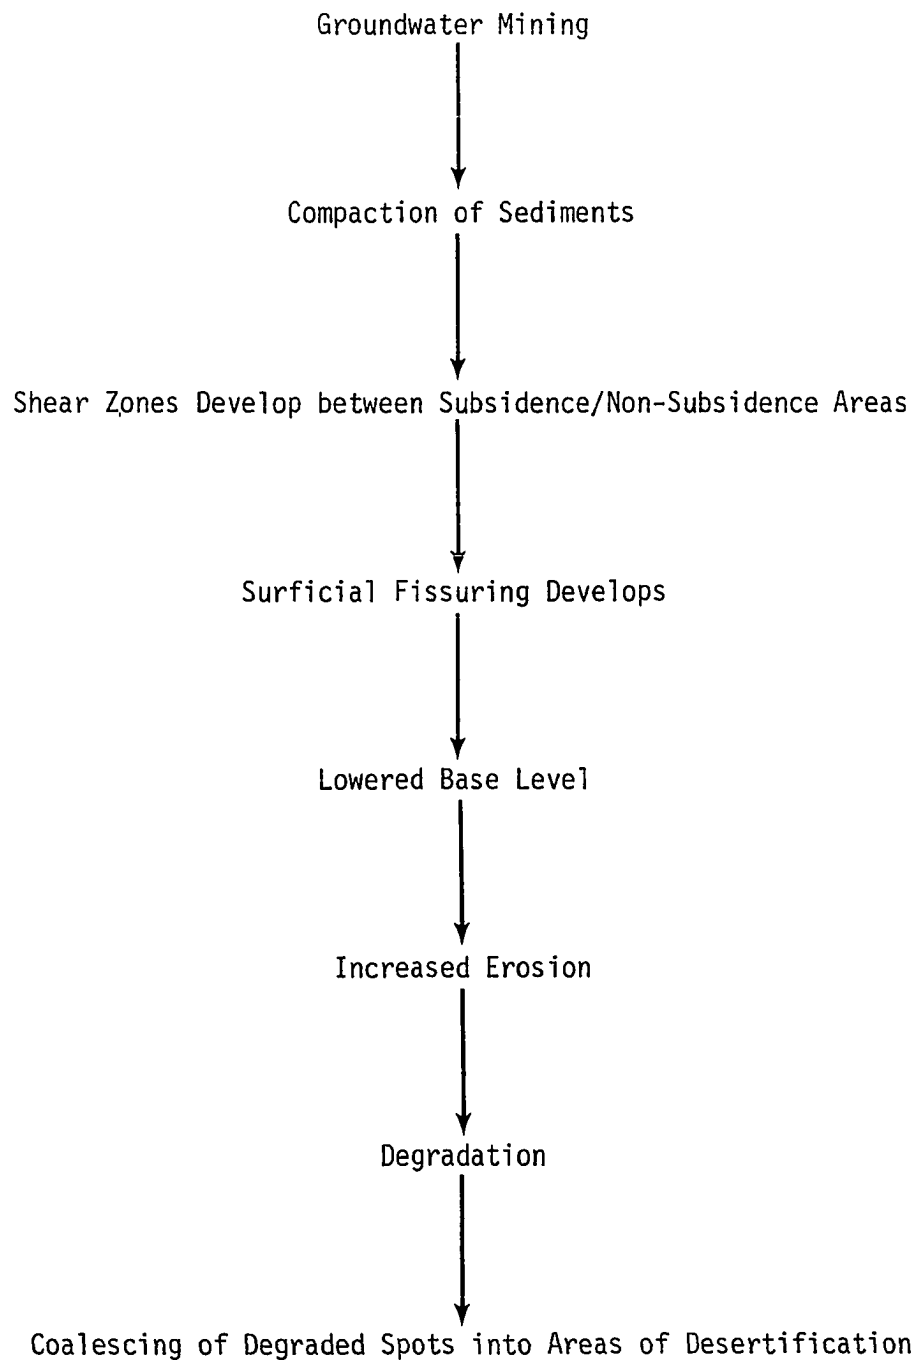 Groundwater Mining
Compaction of Sediments
Shear Zones Develop between Subsidence/Non-Subsidence Areas
Surficial Fissuring Develops
Lowered Base Level
Increased Erosion
Degradation
Coalescing of Degraded Spots into Areas of Desertification